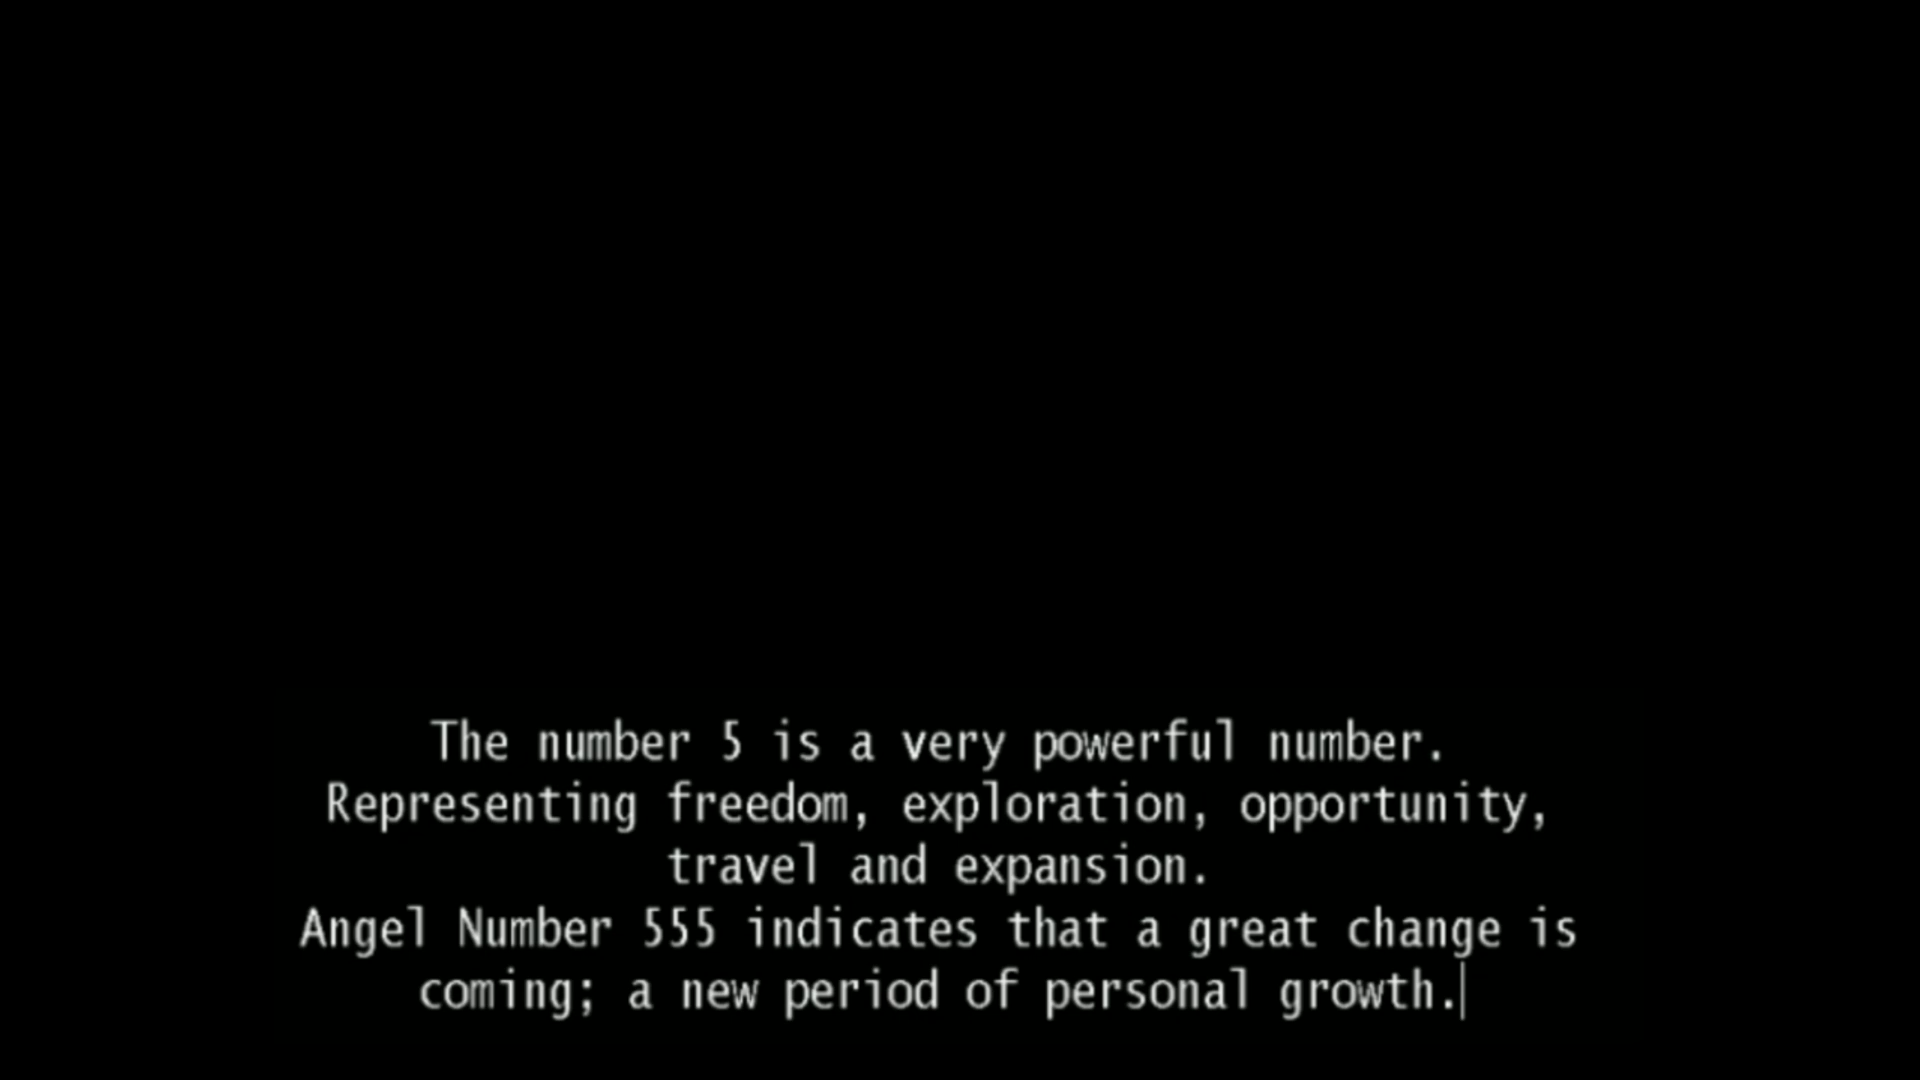 The number 5 is a very powerful number.
Representing freedom, exploration, opportunity,
travel and expansion.
Angel Number 555 indicates that a great change is
coming; a new period of personal growth.